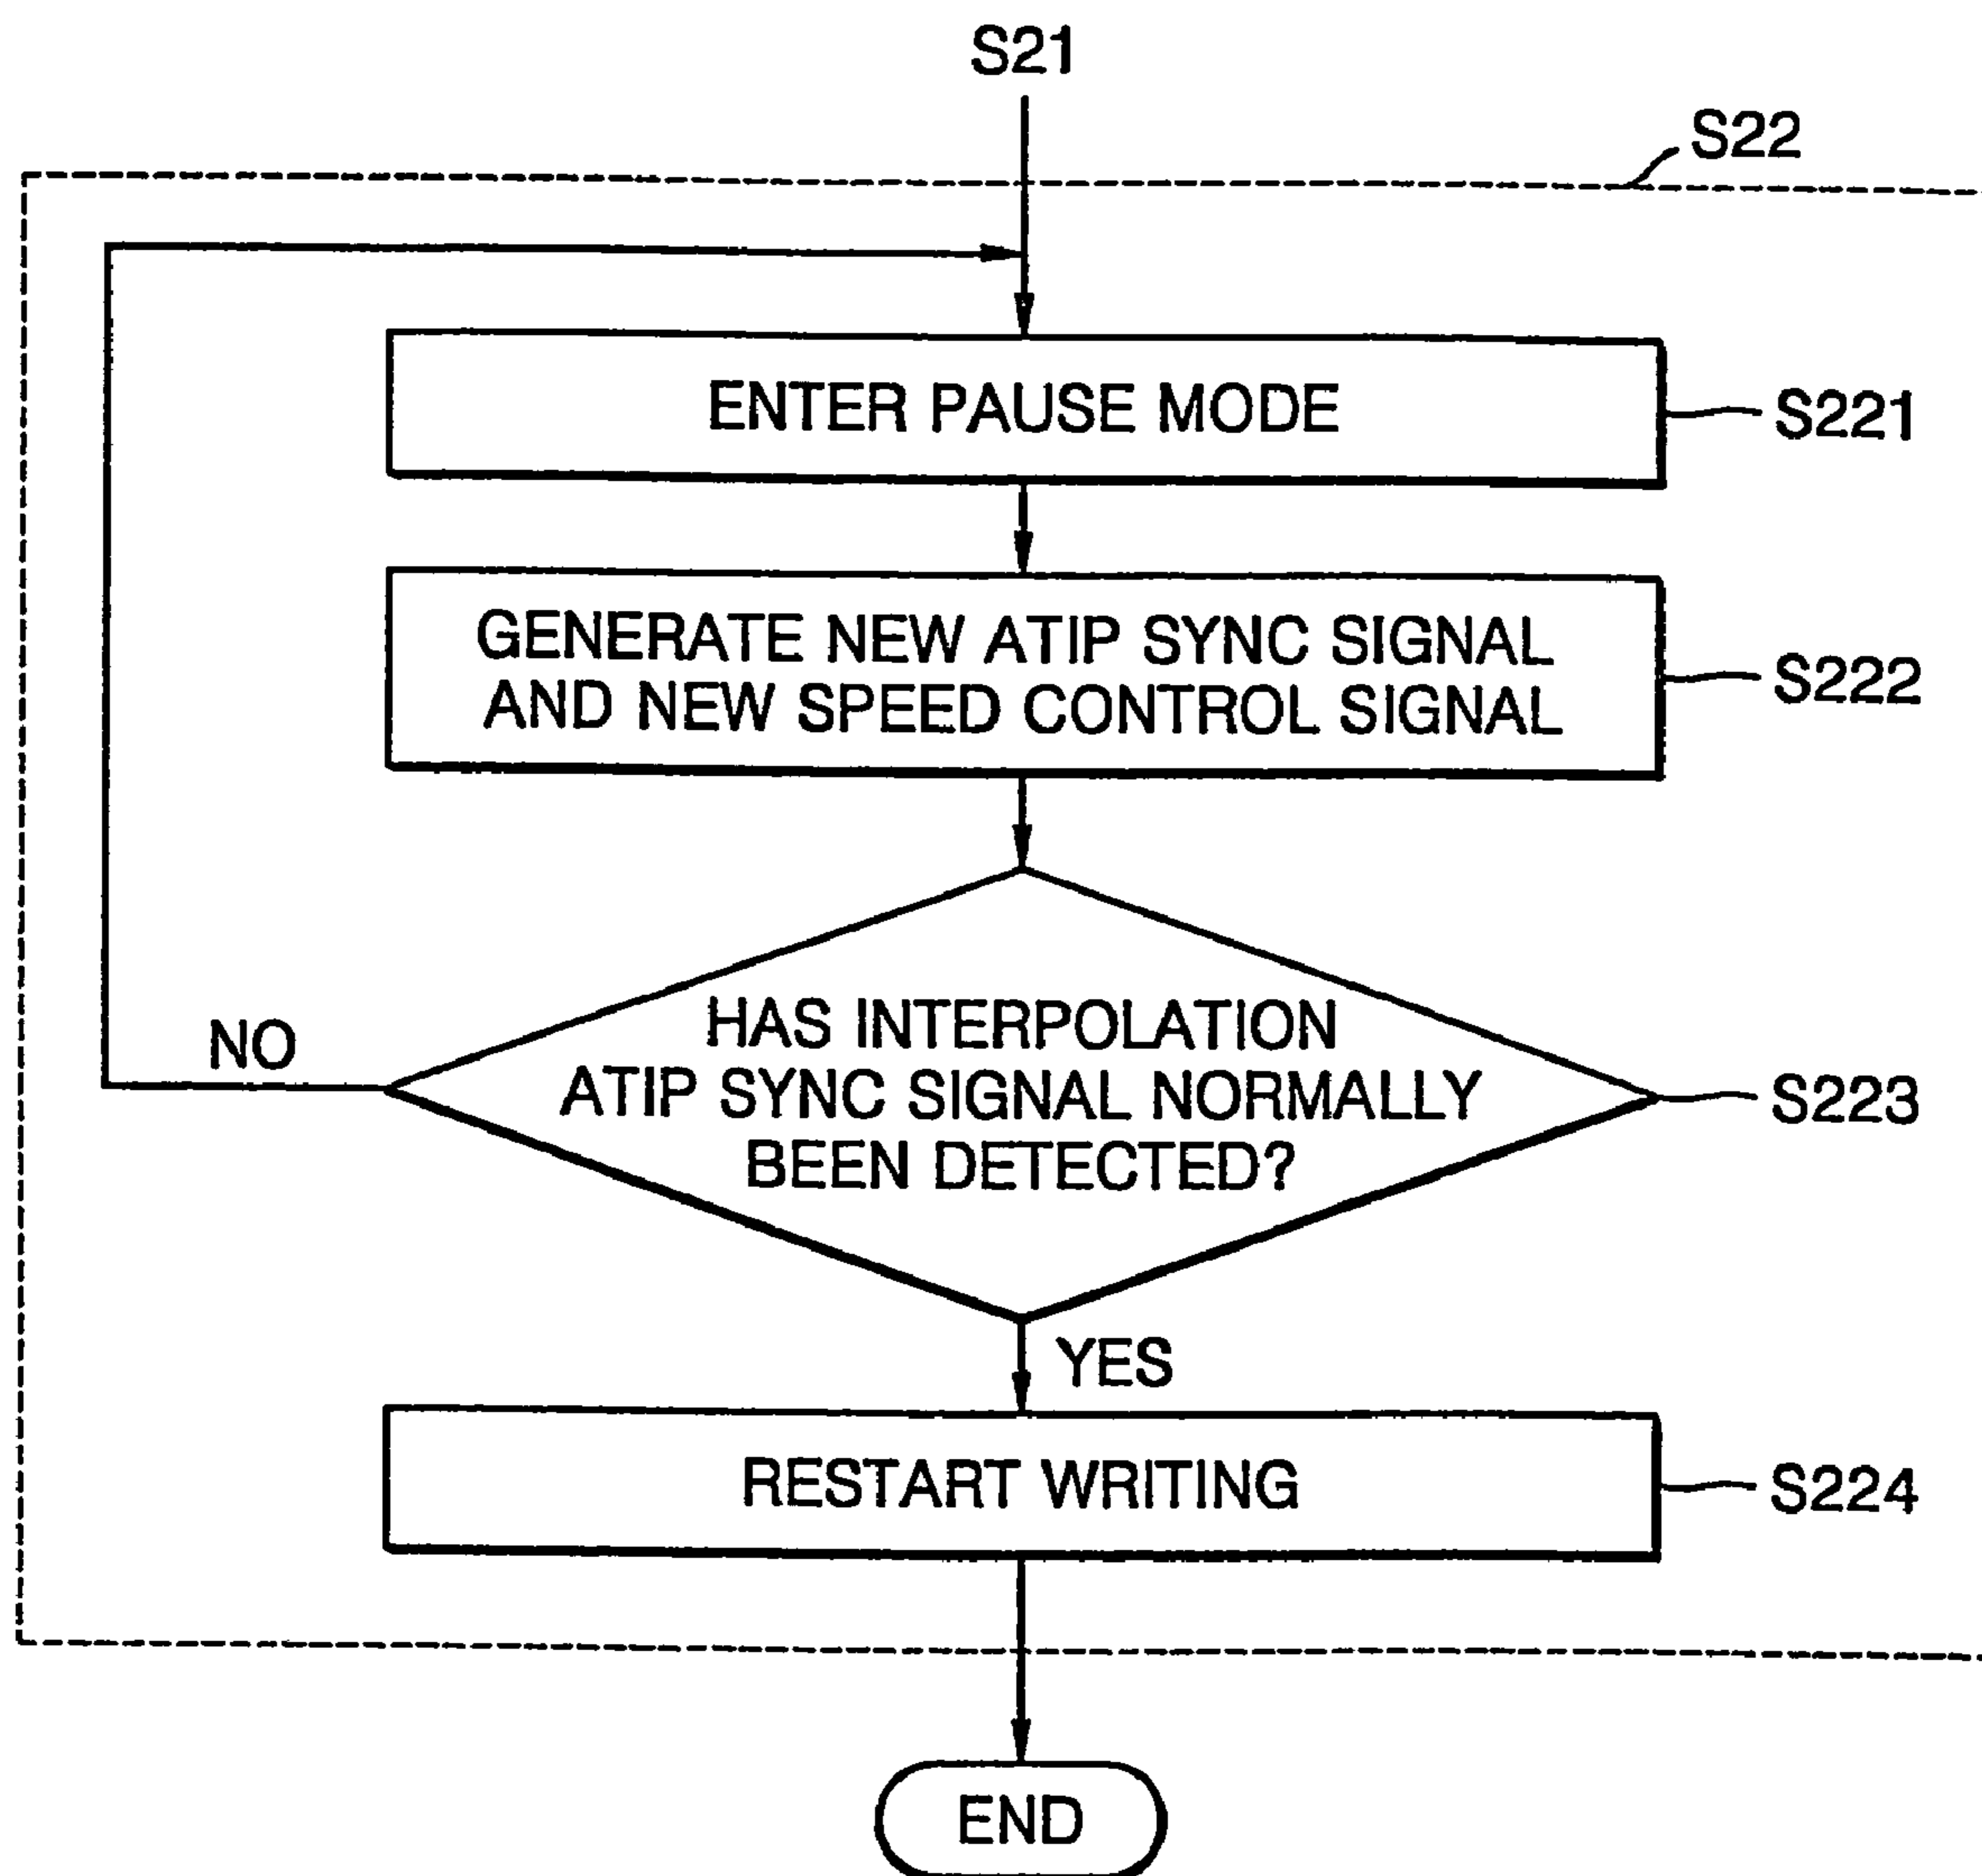 S21
S22
ENTER PAUSE MODE
S221
GENERATE NEW ATIP SYNC SIGNAL
AND NEW SPEED CONTROL SIGNAL
S222
HAS INTERPOLATION
ATIP SYNC SIGNAL NORMALLY
BEEN DETECTED?
S223
NO
YES
RESTART WRITING
S224
END